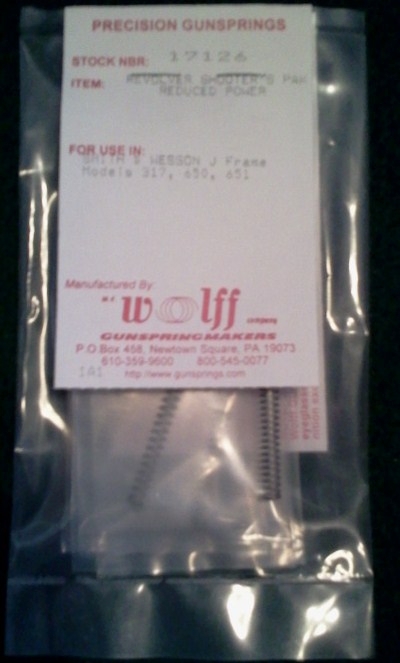 PRECISION GUNSPRINGS
STOCK NBR: 17126
ITEM: REVOLVER SHOOTER'S PAK
REDUCED POWER
FOR USE IN:
SMITH & WESSON J Frame
Models 317, 650, 651
Manufactured By:
W.C.
wolff company
GUNSPRINGMAKERS
P.O.Box 458, Newtown Square, PA 19073
610-359-9600 800-545-0077
1A1 http://www.gunsprings.com